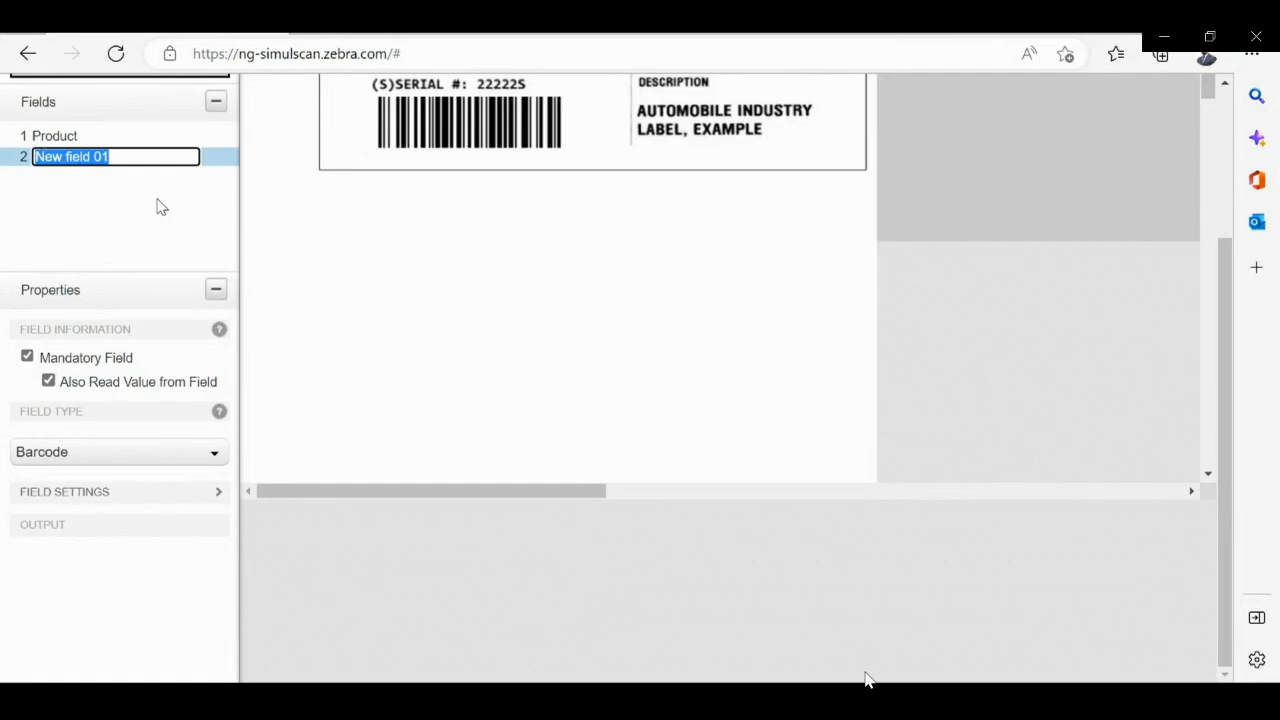 https://ng-simulscan.zebra.com/#
Fields
1 Product
2 New field 01
Properties
FIELD INFORMATION
Mandatory Field
Also Read Value from Field
FIELD TYPE
Barcode
FIELD SETTINGS
OUTPUT
(S)SERIAL #: 22222S
DESCRIPTION
AUTOMOBILE INDUSTRY
LABEL, EXAMPLE